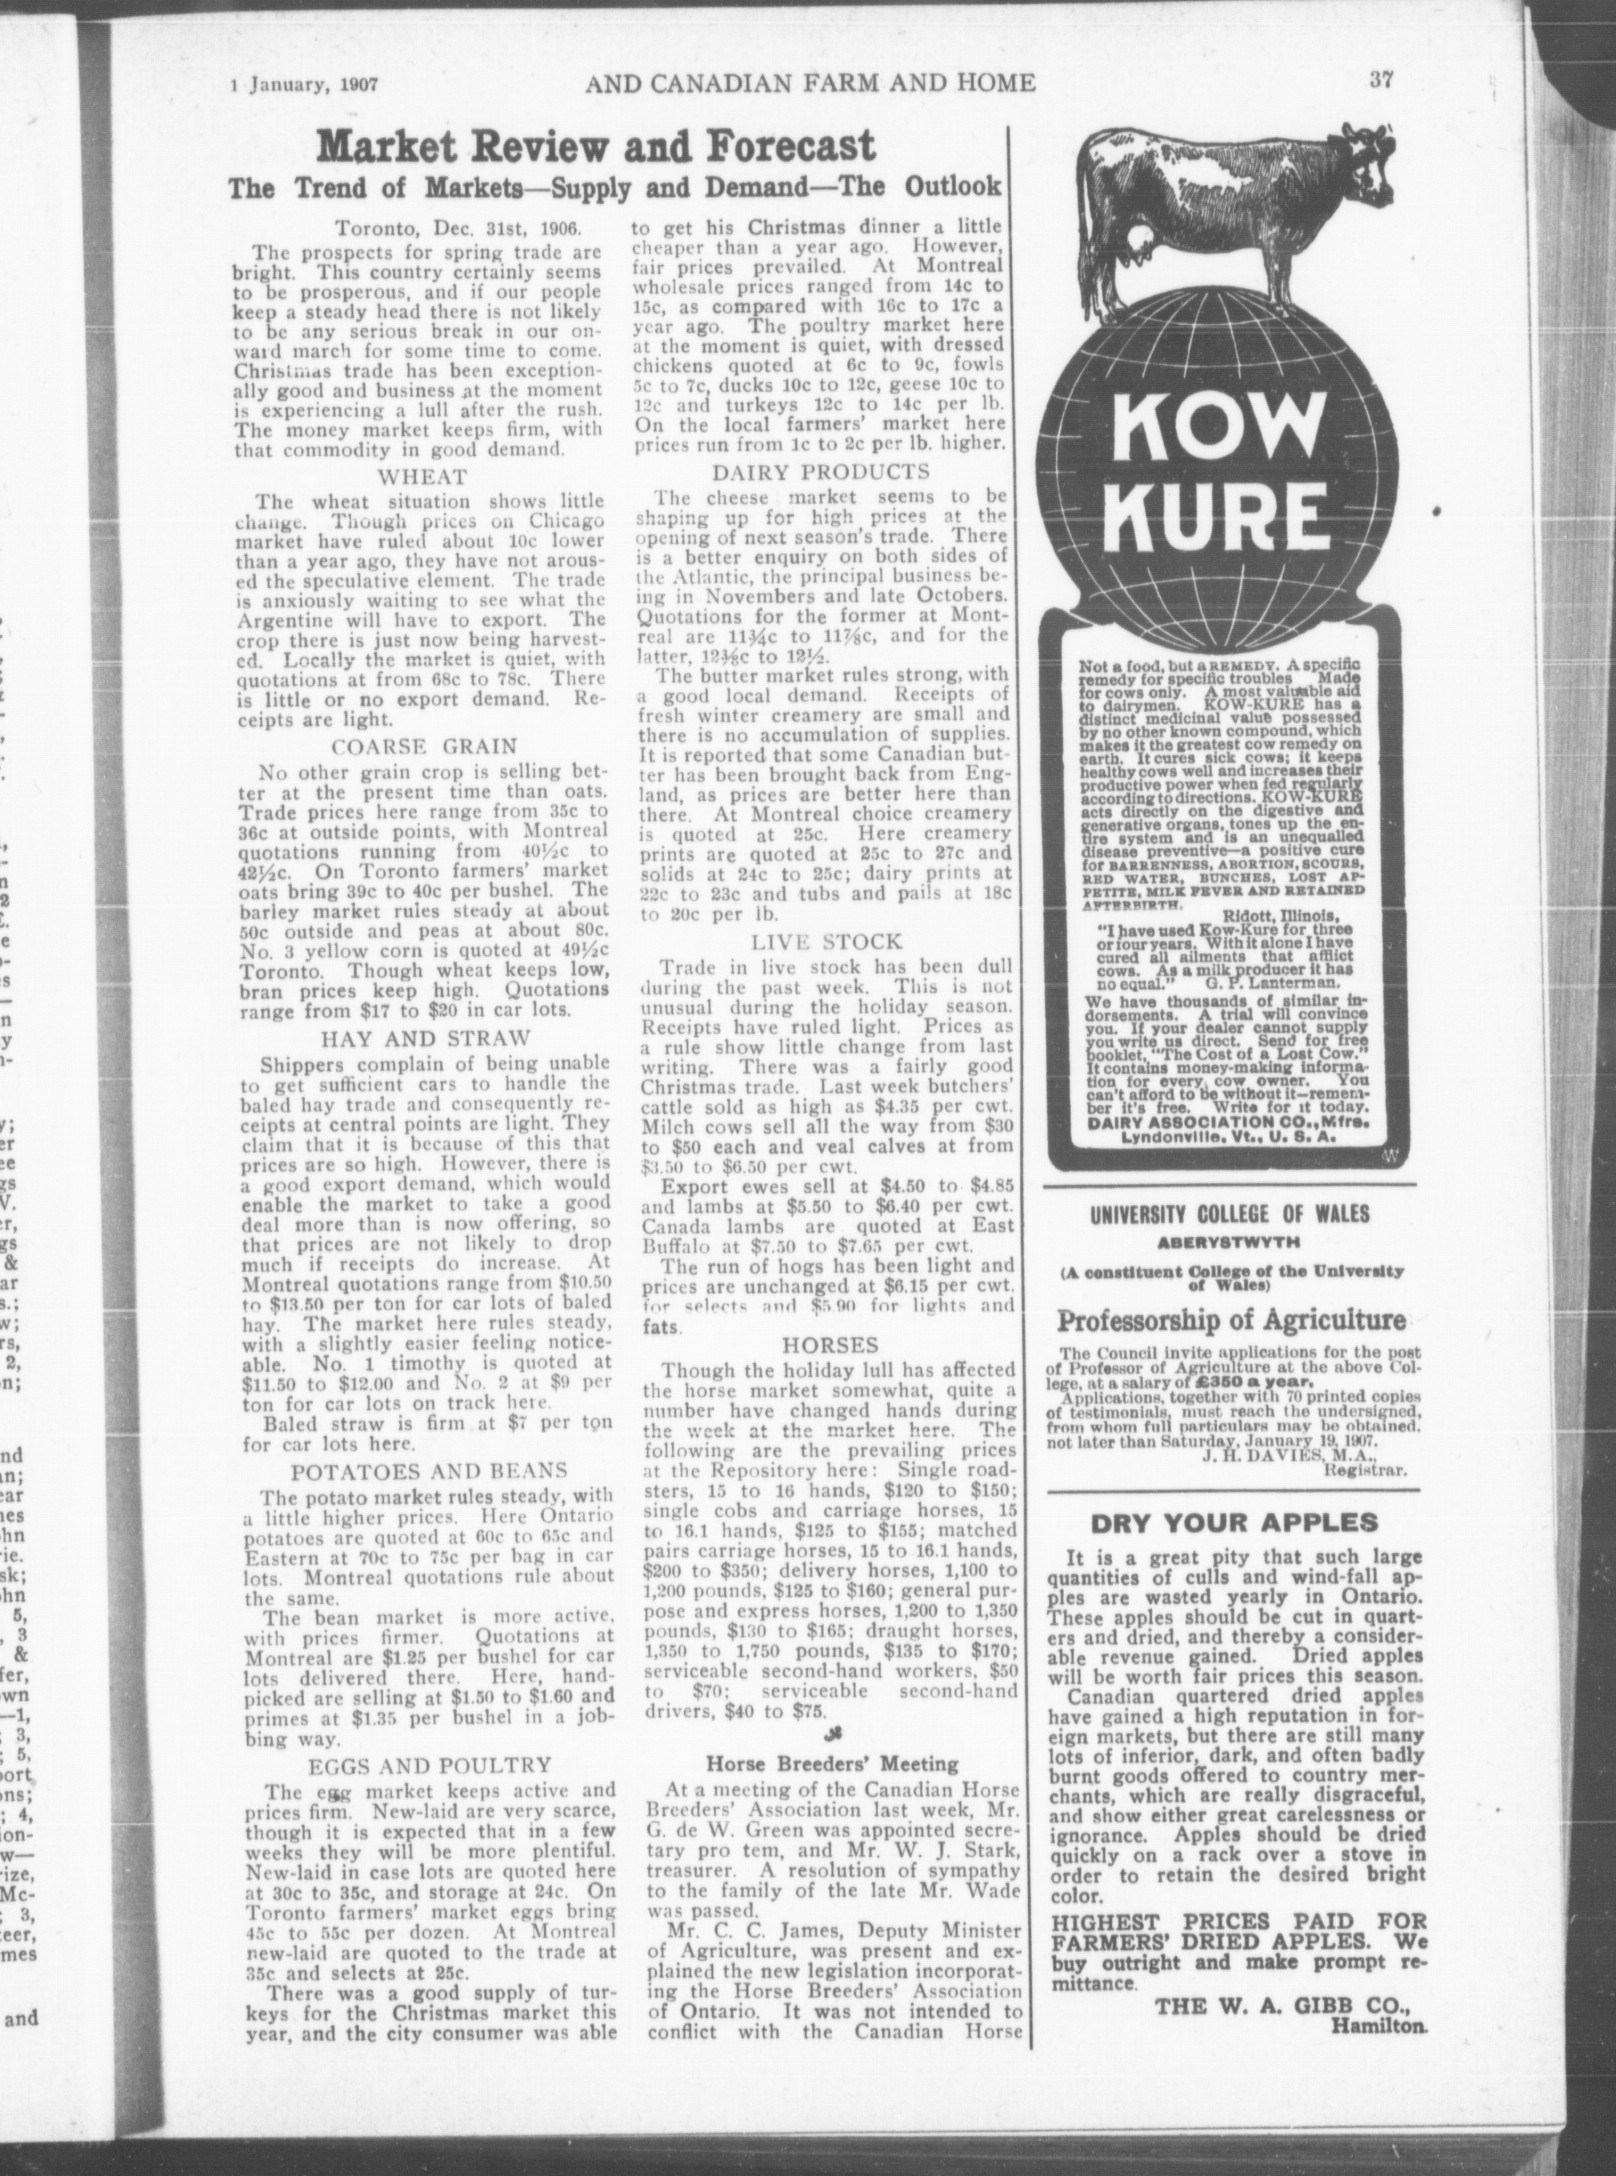 1 January, 1907
AND CANADIAN FARM AND HOME
37
Market Review and Forecast
The Trend of Markets—Supply and Demand—The Outlook
Toronto, Dec. 31st, 1906.
The prospects for spring trade are
bright. This country certainly seems
to be prosperous, and if our people
keep a steady head there is not likely
to be any serious break in our on-
ward march for some time to come.
Christmas trade has been exception-
ally good and business at the moment
is experiencing a lull after the rush.
The money market keeps firm, with
that commodity in good demand.
WHEAT
The wheat situation shows little
change. Though prices on Chicago
market have ruled about 10c lower
than a year ago, they have not arous-
ed the speculative element. The trade
is anxiously waiting to see what the
Argentine will have to export. The
crop there is just now being harvest-
ed. Locally the market is quiet, with
quotations at from 68c to 78c. There
is little or no export demand. Re-
ceipts are light.
COARSE GRAIN
No other grain crop is selling bet-
ter at the present time than oats.
Trade prices here range from 35c to
36c at outside points, with Montreal
quotations running from 40½c to
42½c. On Toronto farmers' market
oats bring 39c to 40c per bushel. The
barley market rules steady at about
50c outside and peas at about 80c.
No. 3 yellow corn is quoted at 49½c
Toronto. Though wheat keeps low,
bran prices keep high. Quotations
range from $17 to $20 in car lots.
HAY AND STRAW
Shippers complain of being unable
to get sufficient cars to handle the
baled hay trade and consequently re-
ceipts at central points are light. They
claim that it is because of this that
prices are so high. However, there is
a good export demand, which would
enable the market to take a good
deal more than is now offering, so
that prices are not likely to drop
much if receipts do increase. At
Montreal quotations range from $10.50
to $13.50 per ton for car lots of baled
hay. The market here rules steady,
with a slightly easier feeling notice-
able. No. 1 timothy is quoted at
$11.50 to $12.00 and No. 2 at $9 per
ton for car lots on track here.
Baled straw is firm at $7 per ton
for car lots here.
POTATOES AND BEANS
The potato market rules steady, with
a little higher prices. Here Ontario
potatoes are quoted at 60c to 65c and
Eastern at 70c to 75c per bag in car
lots. Montreal quotations rule about
the same.
The bean market is more active,
with prices firmer. Quotations at
Montreal are $1.25 per bushel for car
lots delivered there. Here, hand-
picked are selling at $1.50 to $1.60 and
primes at $1.35 per bushel in a job-
bing way.
EGGS AND POULTRY
The egg market keeps active and
prices firm. New-laid are very scarce,
though it is expected that in a few
weeks they will be more plentiful.
New-laid in case lots are quoted here
at 30c to 35c, and storage at 24c. On
Toronto farmers' market eggs bring
45c to 55c per dozen. At Montreal
new-laid are quoted to the trade at
35c and selects at 25c.
There was a good supply of tur-
keys for the Christmas market this
year, and the city consumer was able
to get his Christmas dinner a little
cheaper than a year ago. However,
fair prices prevailed. At Montreal
wholesale prices ranged from 14c to
15c, as compared with 16c to 17c a
year ago. The poultry market here
at the moment is quiet, with dressed
chickens quoted at 6c to 9c, fowls
5c to 7c, ducks 10c to 12c, geese 10c to
12c and turkeys 12c to 14c per lb.
On the local farmers' market here
prices run from 1c to 2c per lb. higher.
DAIRY PRODUCTS
The cheese market seems to be
shaping up for high prices at the
opening of next season's trade. There
is a better enquiry on both sides of
the Atlantic, the principal business be-
ing in Novembers and late Octobers.
Quotations for the former at Mont-
real are 11¾c to 11⅞c, and for the
latter, 12⅜c to 12½.
The butter market rules strong, with
a good local demand. Receipts of
fresh winter creamery are small and
there is no accumulation of supplies.
It is reported that some Canadian but-
ter has been brought back from Eng-
land, as prices are better here than
there. At Montreal choice creamery
is quoted at 25c. Here creamery
prints are quoted at 25c to 27c and
solids at 24c to 25c; dairy prints at
22c to 23c and tubs and pails at 18c
to 20c per lb.
LIVE STOCK
Trade in live stock has been dull
during the past week. This is not
unusual during the holiday season.
Receipts have ruled light. Prices as
a rule show little change from last
writing. There was a fairly good
Christmas trade. Last week butchers'
cattle sold as high as $4.35 per cwt.
Milch cows sell all the way from $30
to $50 each and veal calves at from
$3.50 to $6.50 per cwt.
Export ewes sell at $4.50 to $4.85
and lambs at $5.50 to $6.40 per cwt.
Canada lambs are quoted at East
Buffalo at $7.50 to $7.65 per cwt.
The run of hogs has been light and
prices are unchanged at $6.15 per cwt.
for selects and $5.90 for lights and
fats.
HORSES
Though the holiday lull has affected
the horse market somewhat, quite a
number have changed hands during
the week at the market here. The
following are the prevailing prices
at the Repository here: Single road-
sters, 15 to 16 hands, $120 to $150;
single cobs and carriage horses, 15
to 16.1 hands, $125 to $155; matched
pairs carriage horses, 15 to 16.1 hands,
$200 to $350; delivery horses, 1,100 to
1,200 pounds, $125 to $160; general pur-
pose and express horses, 1,200 to 1,350
pounds, $130 to $165; draught horses,
1,350 to 1,750 pounds, $135 to $170;
serviceable second-hand workers, $50
to $70; serviceable second-hand
drivers, $40 to $75.
Horse Breeders' Meeting
At a meeting of the Canadian Horse
Breeders' Association last week, Mr.
G. de W. Green was appointed secre-
tary pro tem, and Mr. W. J. Stark,
treasurer. A resolution of sympathy
to the family of the late Mr. Wade
was passed.
Mr. C. C. James, Deputy Minister
of Agriculture, was present and ex-
plained the new legislation incorporat-
ing the Horse Breeders' Association
of Ontario. It was not intended to
conflict with the Canadian Horse
KOW
KURE
Not a food, but a REMEDY. A specific
remedy for specific troubles Made
for cows only. A most valuable aid
to dairymen. KOW-KURE has a
distinct medicinal value possessed
by no other known compound, which
makes it the greatest cow remedy on
earth. It cures sick cows; it keeps
healthy cows well and increases their
productive power when fed regularly
according to directions. KOW-KURE
acts directly on the digestive and
generative organs, tones up the en-
tire system and is an unequalled
disease preventive—a positive cure
for BARRENNESS, ABORTION, SCOURS,
RED WATER, BUNCHES, LOST AP-
PETITE, MILK FEVER AND RETAINED
AFTERBIRTH.
Ridott, Illinois,
"I have used Kow-Kure for three
or four years. With it alone I have
cured all ailments that afflict
cows. As a milk producer it has
no equal." G. P. Lanterman.
We have thousands of similar in-
dorsements. A trial will convince
you. If your dealer cannot supply
you write us direct. Send for free
booklet, "The Cost of a Lost Cow."
It contains money-making informa-
tion for every cow owner. You
can't afford to be without it—remem-
ber it's free. Write for it today.
DAIRY ASSOCIATION CO., Mfrs.
Lyndonville, Vt., U. S. A.
UNIVERSITY COLLEGE OF WALES
ABERYSTWYTH
(A constituent College of the University
of Wales)
Professorship of Agriculture
The Council invite applications for the post
of Professor of Agriculture at the above Col-
lege, at a salary of £350 a year.
Applications, together with 70 printed copies
of testimonials, must reach the undersigned,
from whom full particulars may be obtained,
not later than Saturday, January 19, 1907.
J. H. DAVIES, M.A.,
Registrar.
DRY YOUR APPLES
It is a great pity that such large
quantities of culls and wind-fall ap-
ples are wasted yearly in Ontario.
These apples should be cut in quart-
ers and dried, and thereby a consider-
able revenue gained. Dried apples
will be worth fair prices this season.
Canadian quartered dried apples
have gained a high reputation in for-
eign markets, but there are still many
lots of inferior, dark, and often badly
burnt goods offered to country mer-
chants, which are really disgraceful,
and show either great carelessness or
ignorance. Apples should be dried
quickly on a rack over a stove in
order to retain the desired bright
color.
HIGHEST PRICES PAID FOR
FARMERS' DRIED APPLES. We
buy outright and make prompt re-
mittance.
THE W. A. GIBB CO.,
Hamilton.